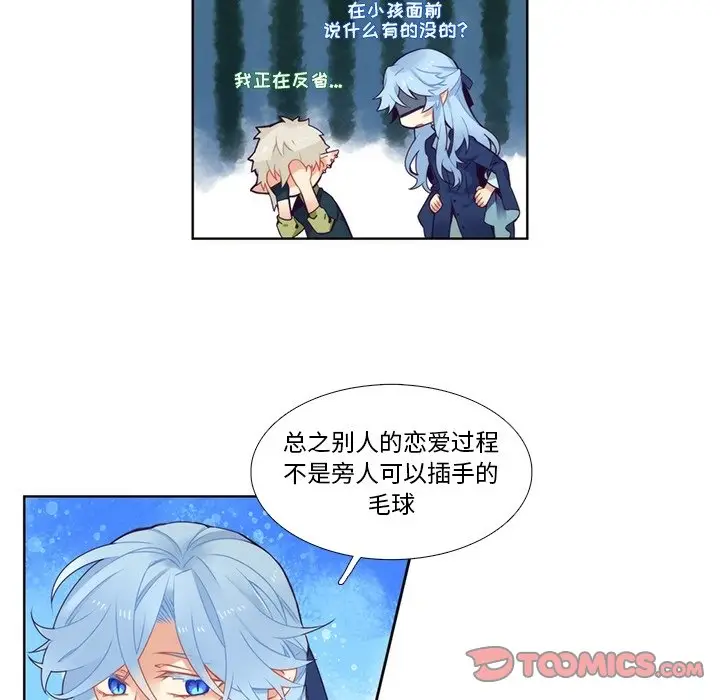 在小孩面前
说什么有的没的?
我正在反省...
总之别人的恋爱过程
不是旁人可以插手的
毛球
TOOMICS.COM